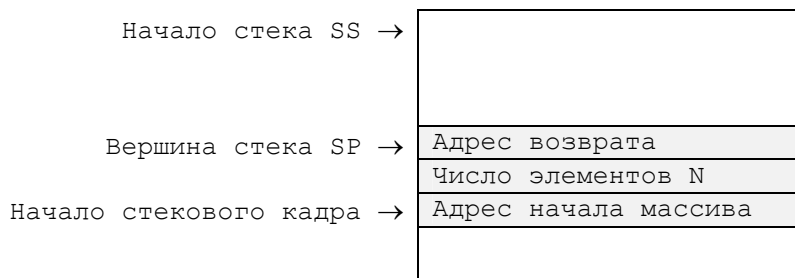 Начало стека SS →
Вершина стека SP → Адрес возврата
Число элементов N
Начало стекового кадра → Адрес начала массива